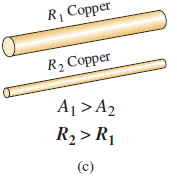 R₁ Copper
R₂ Copper
A₁ > A₂
R₂ > R₁
(c)